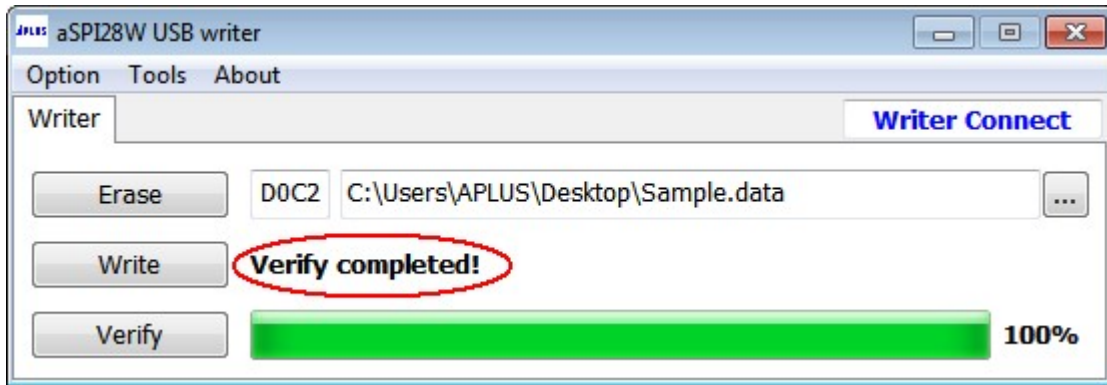 APLUS aSPI28W USB writer
Option Tools About
Writer Writer Connect
Erase D0C2 C:\Users\APLUS\Desktop\Sample.data ...
Write Verify completed!
Verify 100%